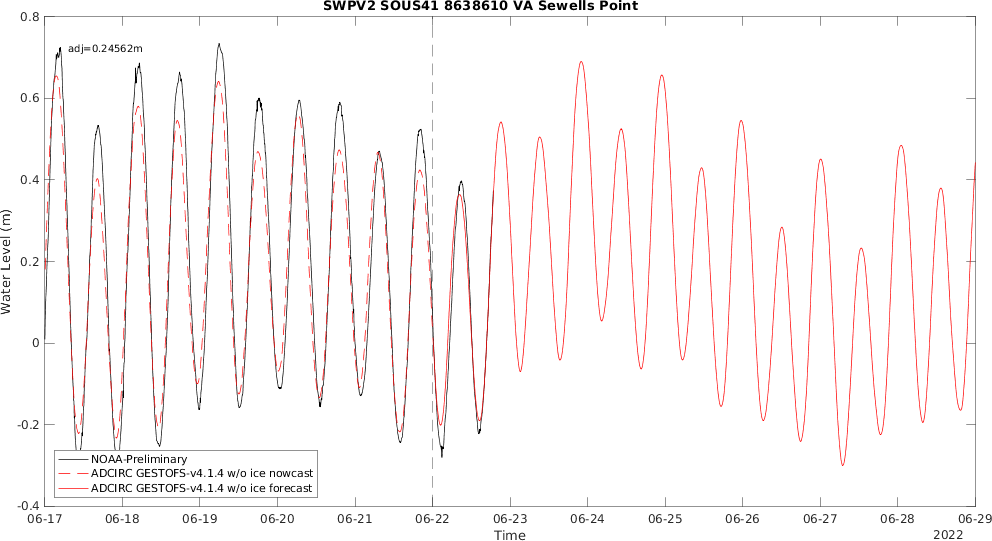 SWPV2 SOUS41 8638610 VA Sewells Point
adj=0.24562m
0.8
0.6
0.4
0.2
0
-0.2
-0.4
Water Level (m)
NOAA-Preliminary
ADCIRC GESTOFS-v4.1.4 w/o ice nowcast
ADCIRC GESTOFS-v4.1.4 w/o ice forecast
06-17 06-18 06-19 06-20 06-21 06-22 06-23 06-24 06-25 06-26 06-27 06-28 06-29
Time
2022